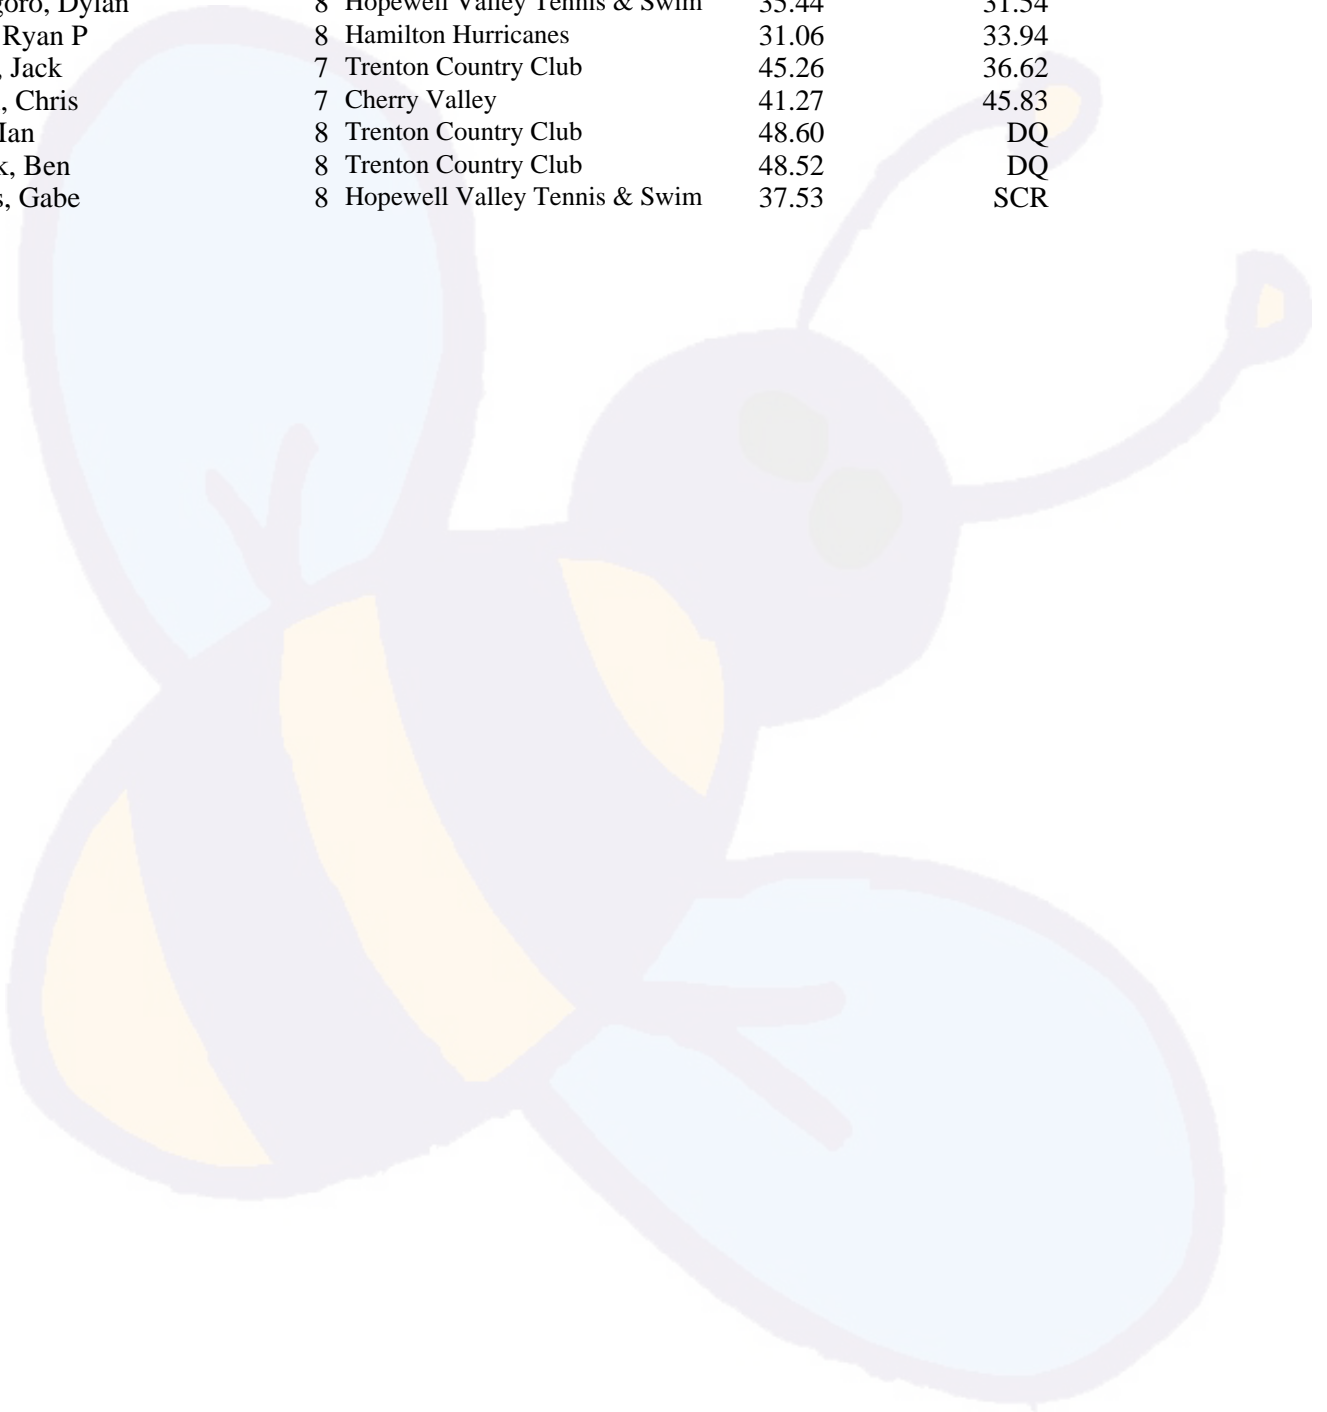 goro, Dylan 8 Hopewell Valley Tennis & Swim 35.44 31.54
Ryan P 8 Hamilton Hurricanes 31.06 33.94
, Jack 7 Trenton Country Club 45.26 36.62
, Chris 7 Cherry Valley 41.27 45.83
Ian 8 Trenton Country Club 48.60 DQ
k, Ben 8 Trenton Country Club 48.52 DQ
s, Gabe 8 Hopewell Valley Tennis & Swim 37.53 SCR